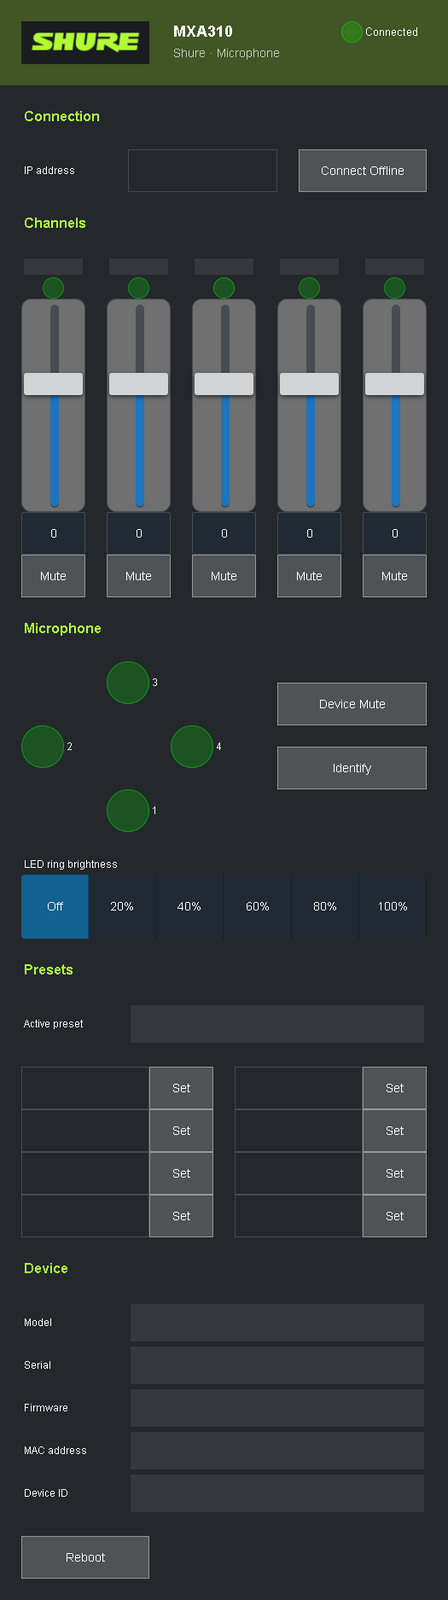 SHURE
MXA310
Shure · Microphone
Connected
Connection
IP address
Connect Offline
Channels
0 0 0 0 0
Mute Mute Mute Mute Mute
Microphone
3
Device Mute
2 4
Identify
1
LED ring brightness
Off 20% 40% 60% 80% 100%
Presets
Active preset
Set Set
Set Set
Set Set
Set Set
Device
Model
Serial
Firmware
MAC address
Device ID
Reboot